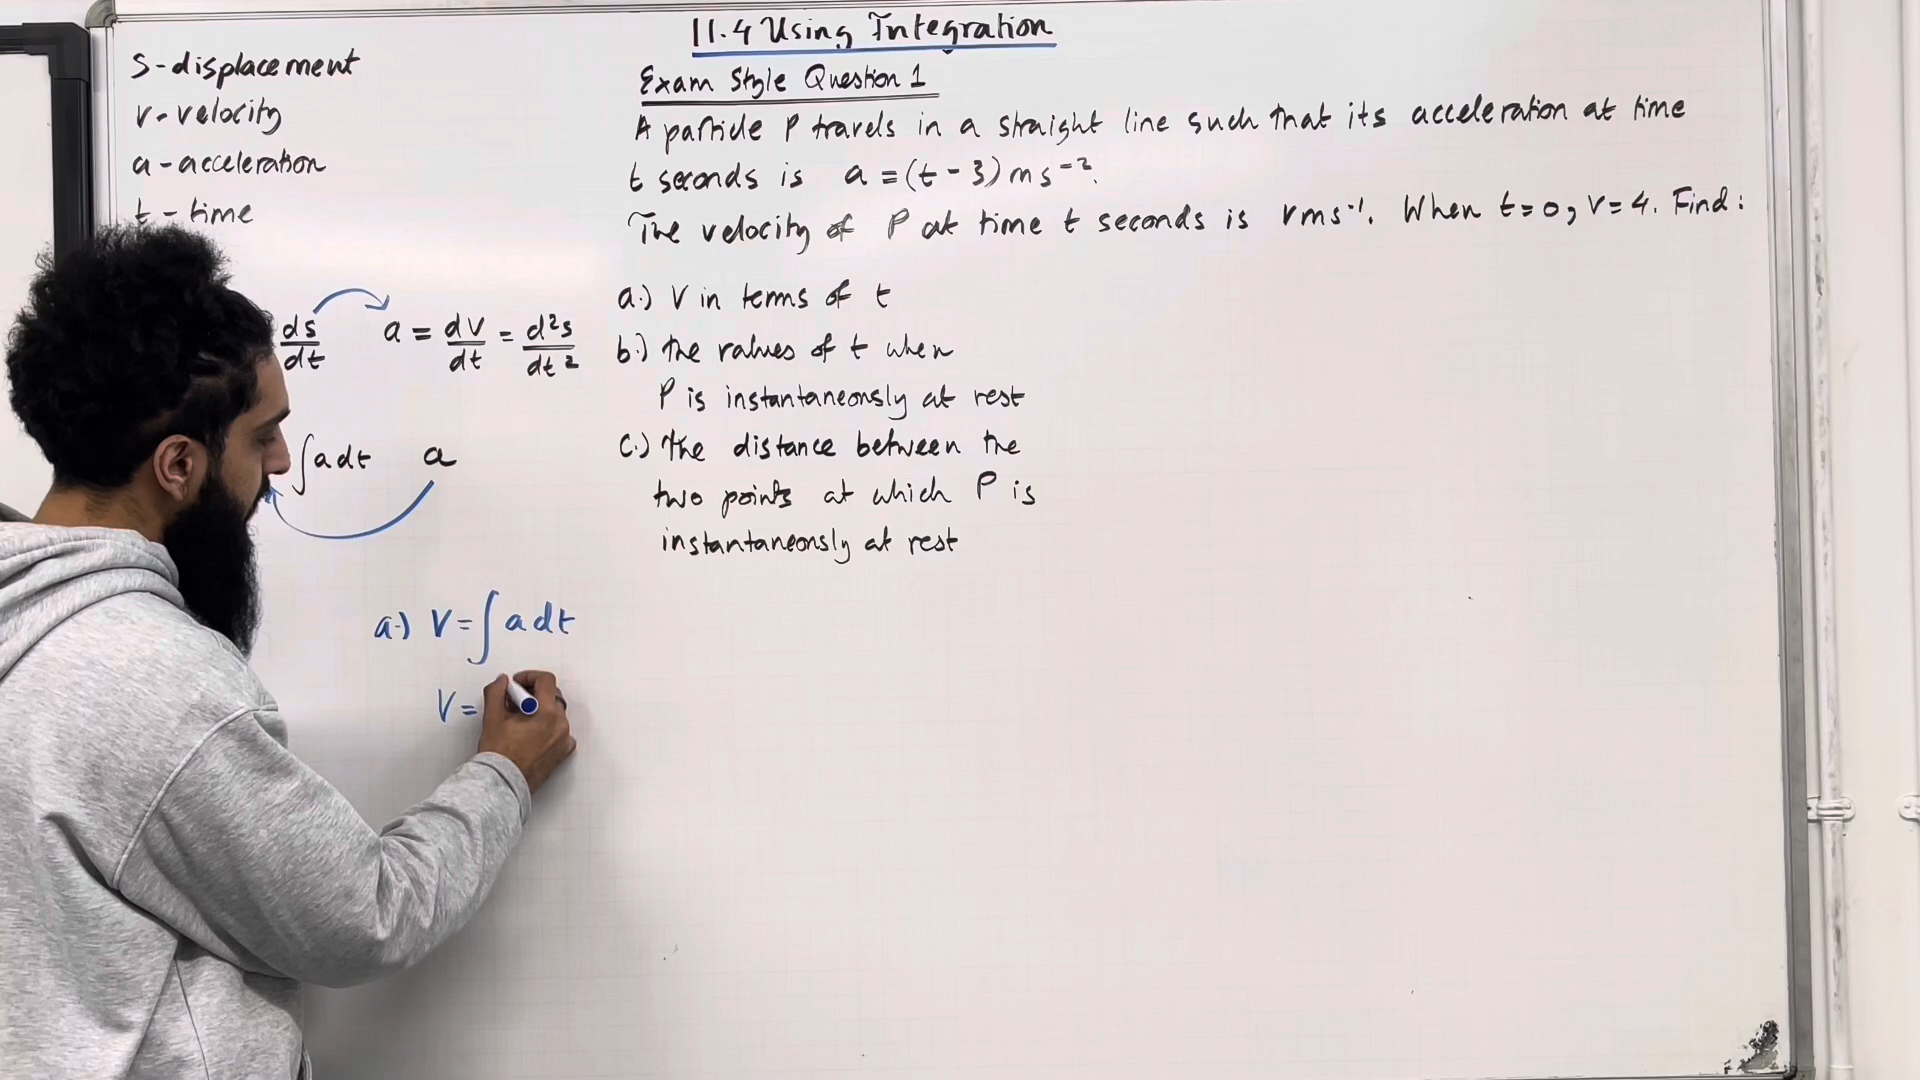 11.4 Using Integration
s - displacement
v - velocity
a - acceleration
t - time
ds/dt a = dv/dt = d²s/dt²
∫a dt a
Exam Style Question 1
A particle P travels in a straight line such that its acceleration at time
t seconds is a = (t - 3) ms⁻².
The velocity of P at time t seconds is v ms⁻¹. When t=0, v=4. Find:
a.) V in terms of t
b.) the values of t when
P is instantaneously at rest
c.) the distance between the
two points at which P is
instantaneously at rest
a.) V = ∫ a dt
V =